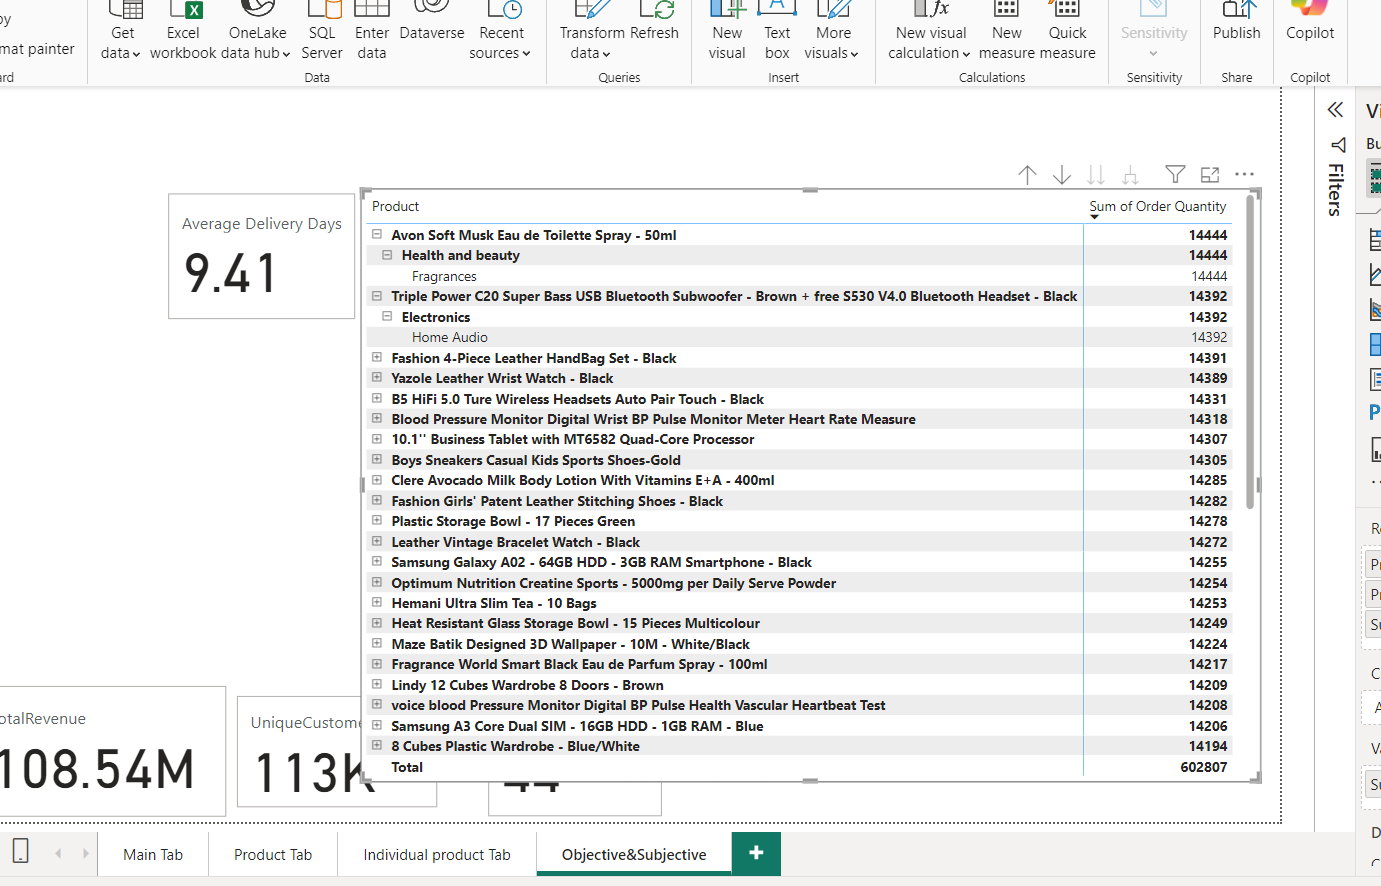 Get data
Excel workbook
OneLake data hub
SQL Server
Enter data
Dataverse
Recent sources
Transform data
Refresh
New visual
Text box
More visuals
New visual calculation
New measure
Quick measure
Sensitivity
Publish
Copilot
mat painter
Data
Queries
Insert
Calculations
Sensitivity
Share
Copilot
Filters
Average Delivery Days
9.41
Product Sum of Order Quantity
Avon Soft Musk Eau de Toilette Spray - 50ml 14444
Health and beauty 14444
Fragrances 14444
Triple Power C20 Super Bass USB Bluetooth Subwoofer - Brown + free S530 V4.0 Bluetooth Headset - Black 14392
Electronics 14392
Home Audio 14392
Fashion 4-Piece Leather HandBag Set - Black 14391
Yazole Leather Wrist Watch - Black 14389
B5 HiFi 5.0 Ture Wireless Headsets Auto Pair Touch - Black 14331
Blood Pressure Monitor Digital Wrist BP Pulse Monitor Meter Heart Rate Measure 14318
10.1'' Business Tablet with MT6582 Quad-Core Processor 14307
Boys Sneakers Casual Kids Sports Shoes-Gold 14305
Clere Avocado Milk Body Lotion With Vitamins E+A - 400ml 14285
Fashion Girls' Patent Leather Stitching Shoes - Black 14282
Plastic Storage Bowl - 17 Pieces Green 14278
Leather Vintage Bracelet Watch - Black 14272
Samsung Galaxy A02 - 64GB HDD - 3GB RAM Smartphone - Black 14255
Optimum Nutrition Creatine Sports - 5000mg per Daily Serve Powder 14254
Hemani Ultra Slim Tea - 10 Bags 14253
Heat Resistant Glass Storage Bowl - 15 Pieces Multicolour 14249
Maze Batik Designed 3D Wallpaper - 10M - White/Black 14224
Fragrance World Smart Black Eau de Parfum Spray - 100ml 14217
Lindy 12 Cubes Wardrobe 8 Doors - Brown 14209
voice blood Pressure Monitor Digital BP Pulse Health Vascular Heartbeat Test 14208
Samsung A3 Core Dual SIM - 16GB HDD - 1GB RAM - Blue 14206
8 Cubes Plastic Wardrobe - Blue/White 14194
Total 602807
otalRevenue
108.54M
UniqueCustome
113K
Main Tab
Product Tab
Individual product Tab
Objective&Subjective